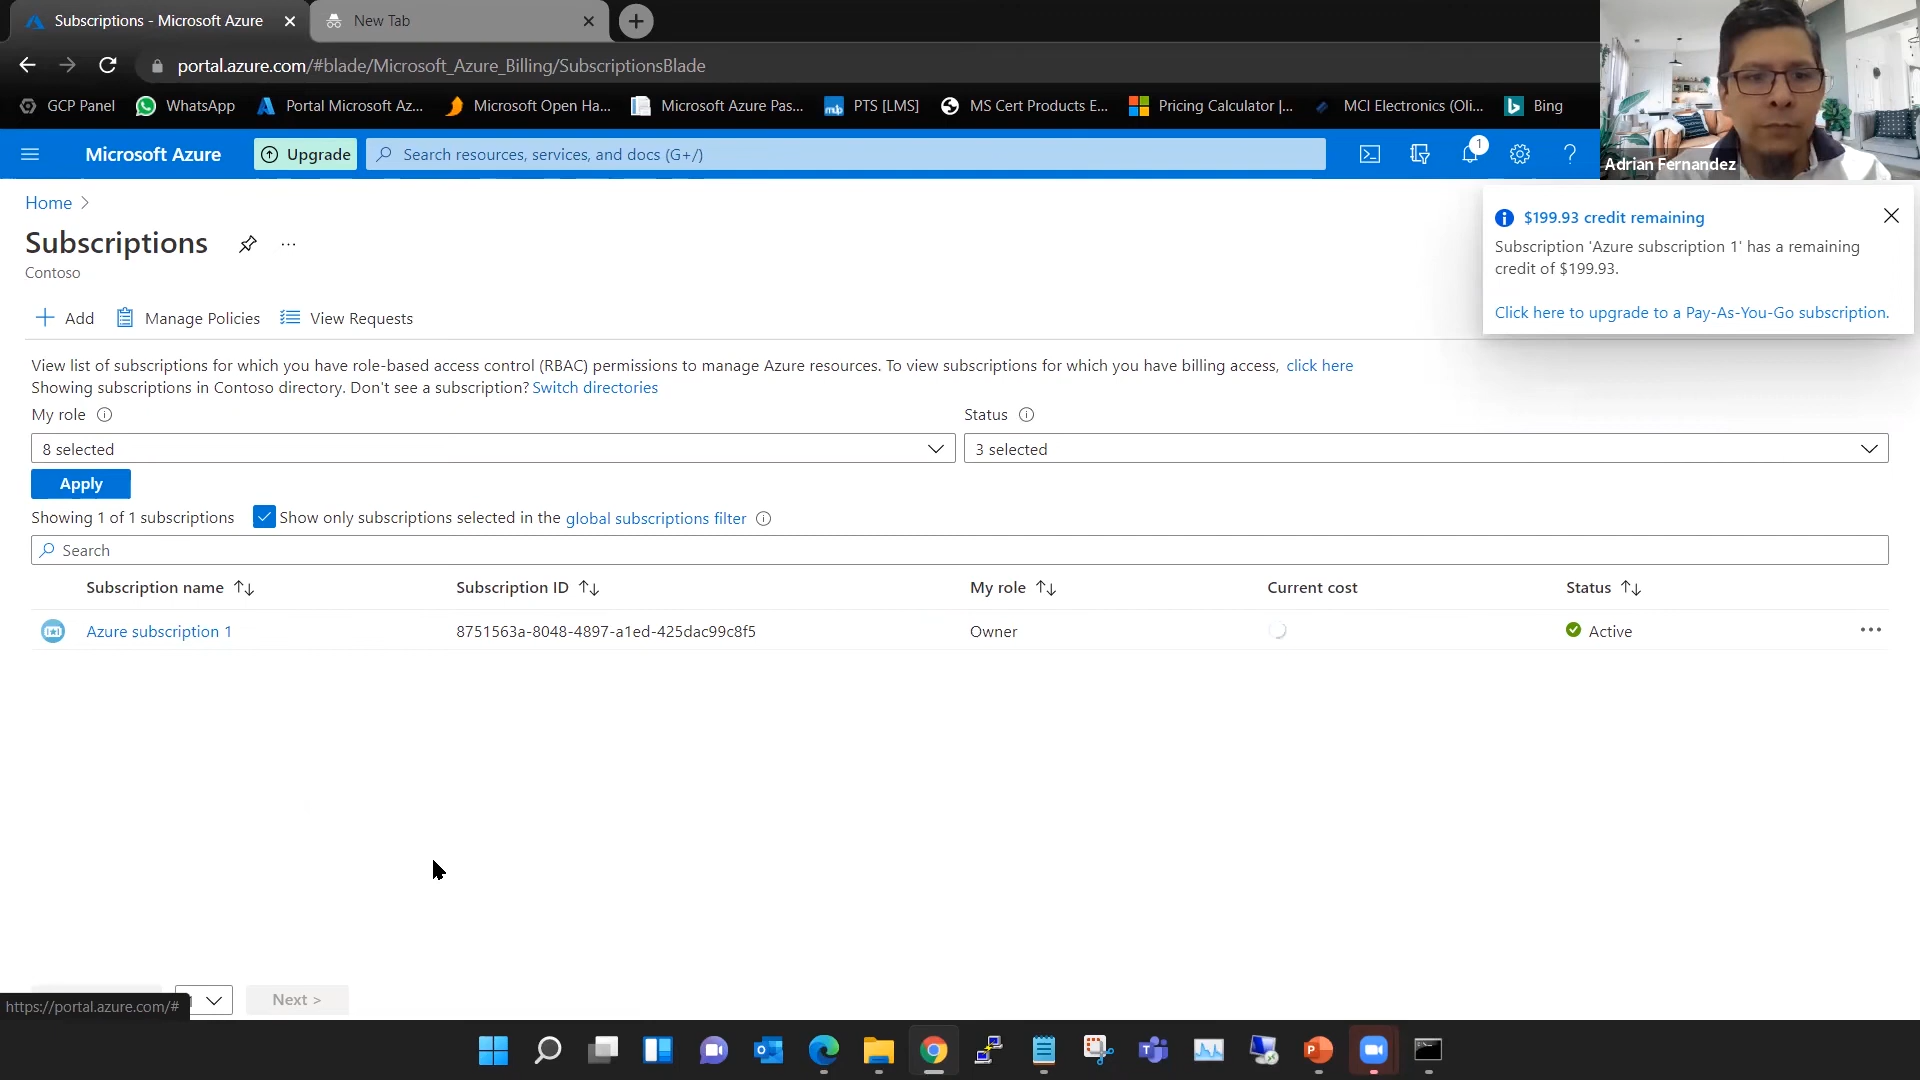 Subscriptions - Microsoft Azure
New Tab
portal.azure.com/#blade/Microsoft_Azure_Billing/SubscriptionsBlade
GCP Panel
WhatsApp
Portal Microsoft Az...
Microsoft Open Ha...
Microsoft Azure Pas...
PTS [LMS]
MS Cert Products E...
Pricing Calculator |...
MCI Electronics (Oli...
Bing
Microsoft Azure
Upgrade
Search resources, services, and docs (G+/)
1
Adrian Fernandez
Home >
Subscriptions
...
Contoso
$199.93 credit remaining
Subscription 'Azure subscription 1' has a remaining
credit of $199.93.
Click here to upgrade to a Pay-As-You-Go subscription.
Add
Manage Policies
View Requests
View list of subscriptions for which you have role-based access control (RBAC) permissions to manage Azure resources. To view subscriptions for which you have billing access, click here
Showing subscriptions in Contoso directory. Don't see a subscription? Switch directories
My role
Status
8 selected
3 selected
Apply
Showing 1 of 1 subscriptions
Show only subscriptions selected in the global subscriptions filter
Search
Subscription name
Subscription ID
My role
Current cost
Status
Azure subscription 1
8751563a-8048-4897-a1ed-425dac99c8f5
Owner
Active
...
Next >
https://portal.azure.com/#